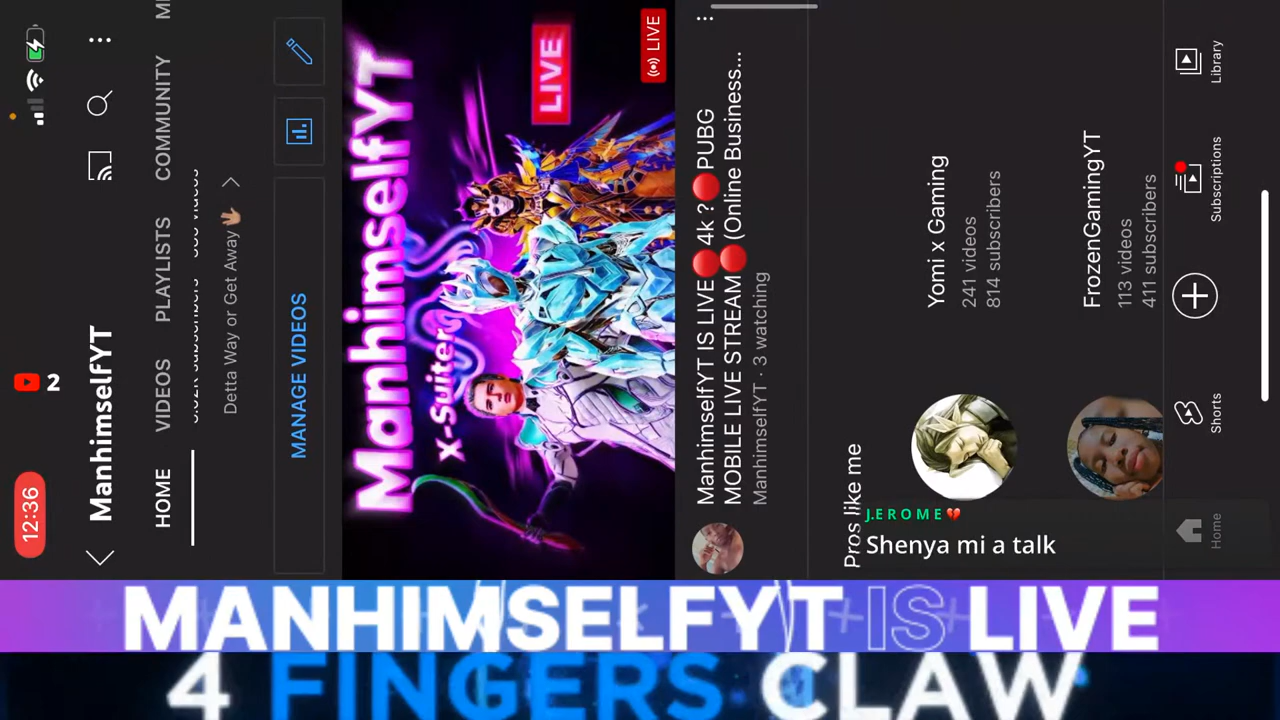 12:36
2
ManhimselfYT
HOME
VIDEOS
PLAYLISTS
COMMUNITY
Detta Way or Get Away
MANAGE VIDEOS
ManhimselfYT
X-Suiter
LIVE
LIVE
ManhimselfYT IS LIVE 🔴4k ?🔴PUBG
MOBILE LIVE STREAM🔴(Online Business...
ManhimselfYT · 3 watching
Pros like me
Yomi x Gaming
241 videos
814 subscribers
FrozenGamingYT
113 videos
411 subscribers
Home
Shorts
Subscriptions
Library
J.E R O M E💔
Shenya mi a talk
MANHIMSELFYT IS LIVE
4 FINGERS CLAW